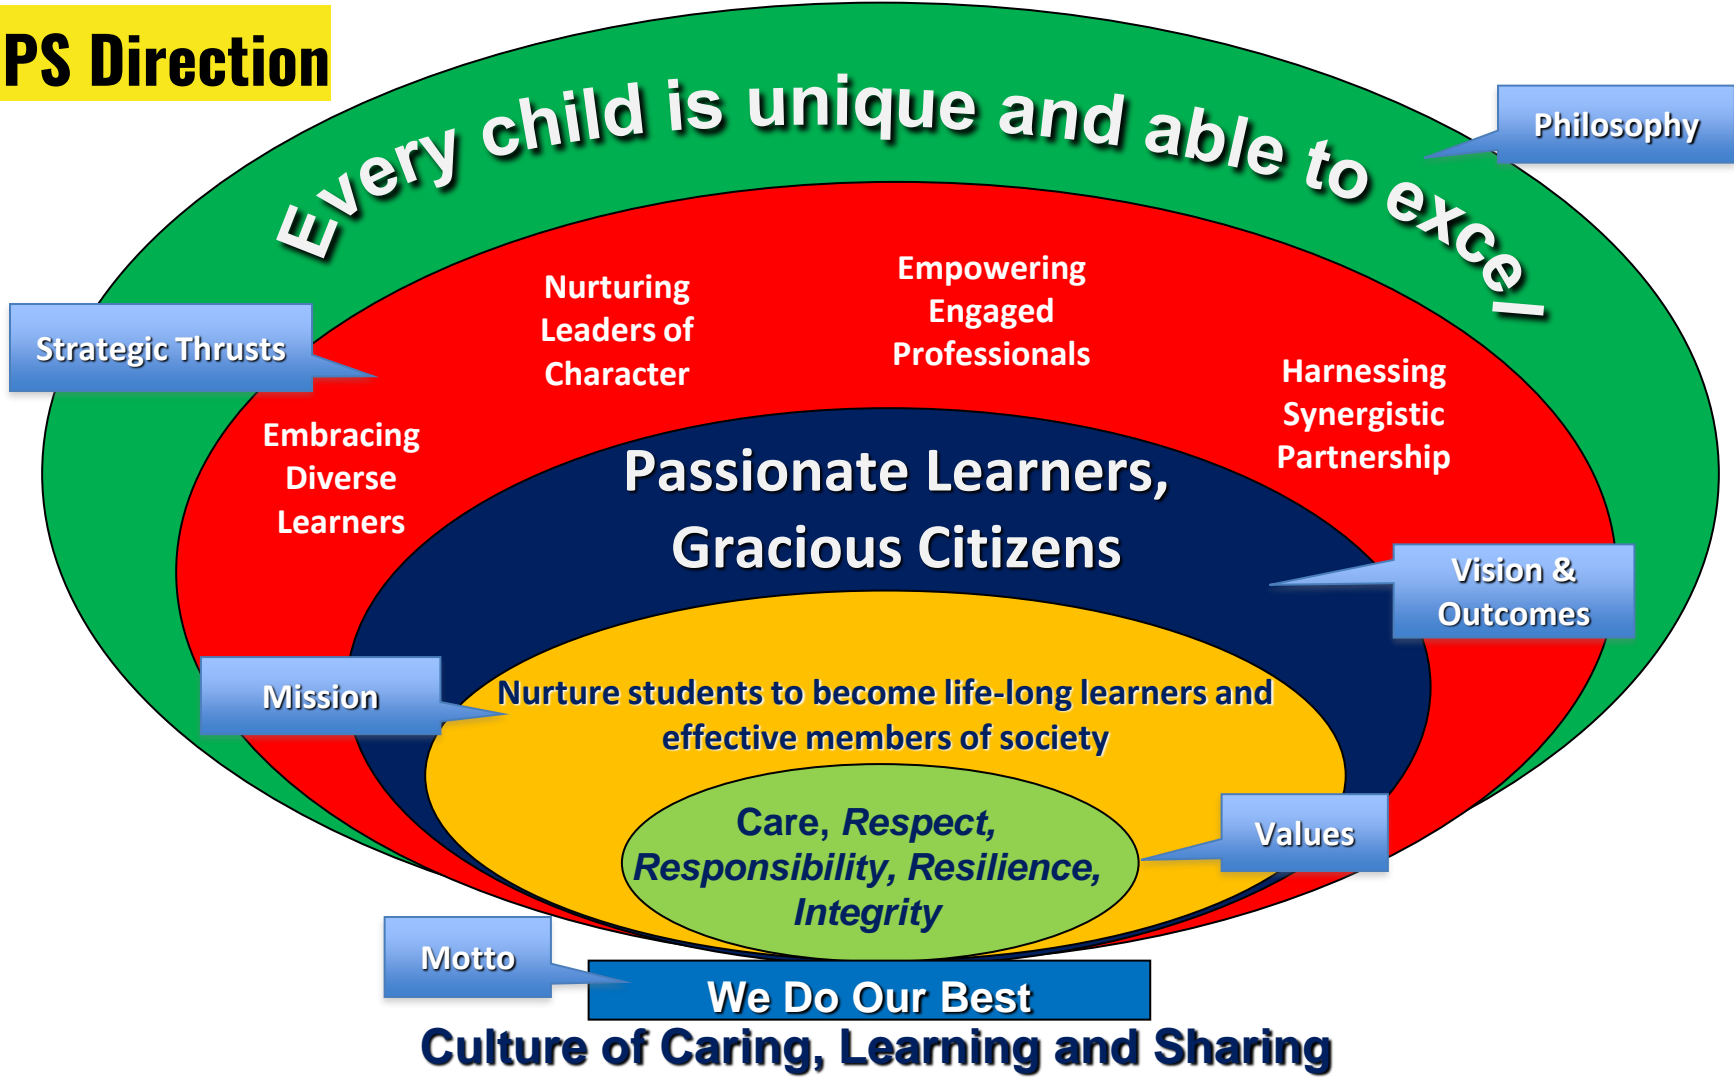 PS Direction
Every child is unique and able to excel
Philosophy
Strategic Thrusts
Embracing
Diverse
Learners
Nurturing
Leaders of
Character
Empowering
Engaged
Professionals
Harnessing
Synergistic
Partnership
Passionate Learners,
Gracious Citizens
Vision &
Outcomes
Mission
Nurture students to become life-long learners and
effective members of society
Care, Respect,
Responsibility, Resilience,
Integrity
Values
Motto
We Do Our Best
Culture of Caring, Learning and Sharing